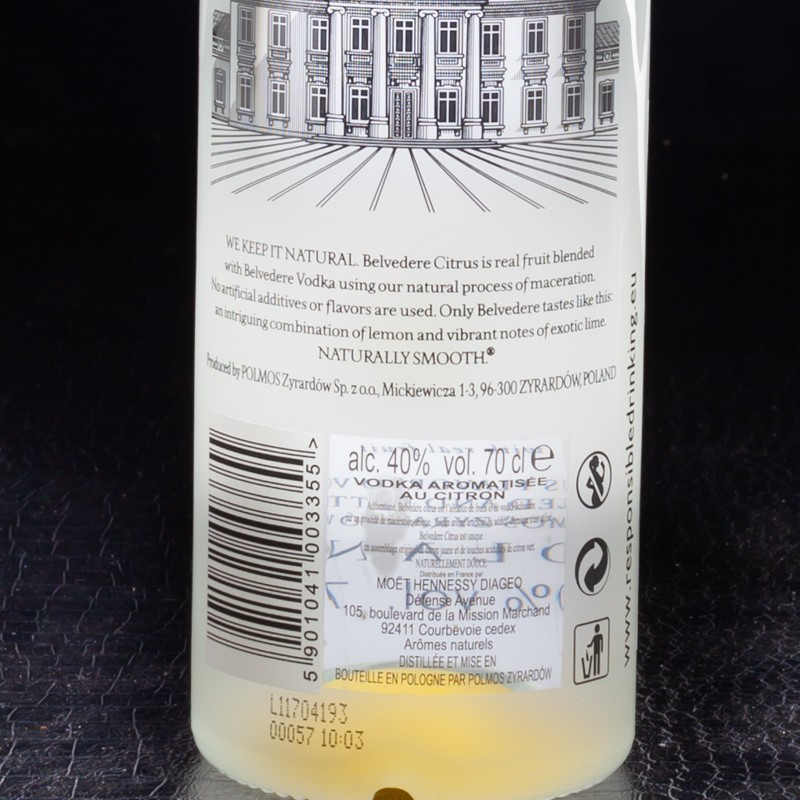 WE KEEP IT NATURAL. Belvedere Citrus is real fruit blended
with Belvedere Vodka using our natural process of maceration.
No artificial additives or flavors are used. Only Belvedere tastes like this:
an intriguing combination of lemon and vibrant notes of exotic lime.
NATURALLY SMOOTH.®
Produced by POLMOS Zyrardów Sp. z o.o., Mickiewicza 1-3, 96-300 ZYRARDÓW, POLAND
5 901041 003355 >
alc. 40% vol. 70 cl e
VODKA AROMATISÉE
AU CITRON
Belvedere Citrus est unique:
NATURELLEMENT DOUCE.
Distribuée en France par
MOËT HENNESSY DIAGEO
Défense Avenue
105, boulevard de la Mission Marchand
92411 Courbevoie cedex
Arômes naturels
DISTILLÉE ET MISE EN
BOUTEILLE EN POLOGNE PAR POLMOS ZYRARDÓW
www.responsibledrinking.eu
L11704193
00057 10:03